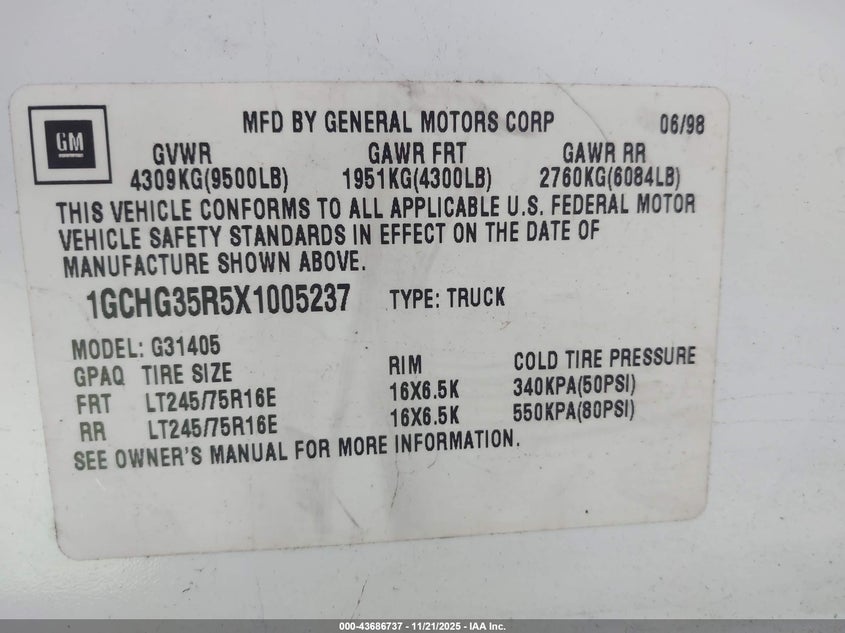 GM
CORPORATION
MFD BY GENERAL MOTORS CORP 06/98
GVWR GAWR FRT GAWR RR
4309KG(9500LB) 1951KG(4300LB) 2760KG(6084LB)
THIS VEHICLE CONFORMS TO ALL APPLICABLE U.S. FEDERAL MOTOR
VEHICLE SAFETY STANDARDS IN EFFECT ON THE DATE OF
MANUFACTURE SHOWN ABOVE.
1GCHG35R5X1005237 TYPE: TRUCK
MODEL: G31405
GPAQ TIRE SIZE RIM COLD TIRE PRESSURE
FRT LT245/75R16E 16X6.5K 340KPA(50PSI)
RR LT245/75R16E 16X6.5K 550KPA(80PSI)
SEE OWNER'S MANUAL FOR MORE INFORMATION.
000-43686737 - 11/21/2025 - IAA Inc.